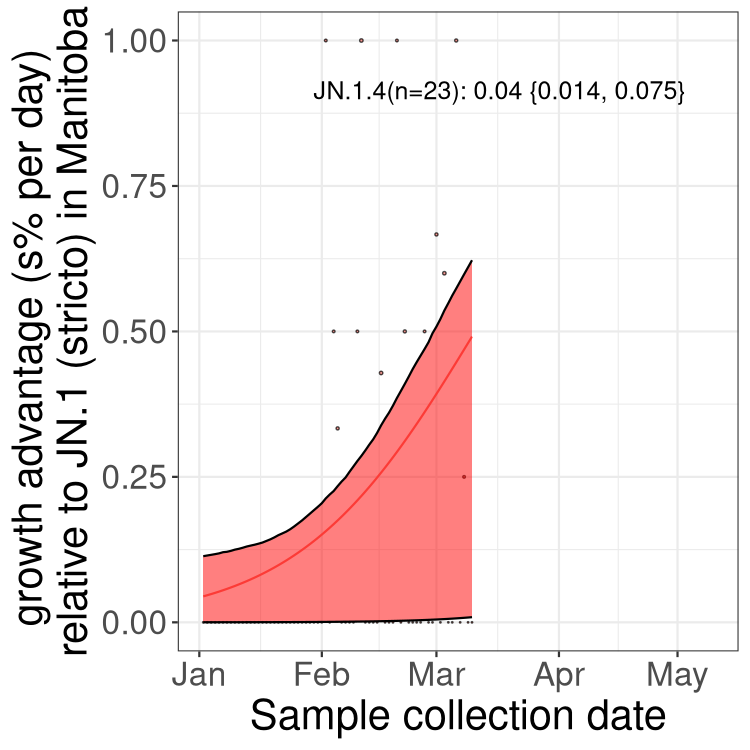 growth advantage (s% per day)
relative to JN.1 (stricto) in Manitoba
1.00
0.75
0.50
0.25
0.00
JN.1.4(n=23): 0.04 {0.014, 0.075}
Jan Feb Mar Apr May
Sample collection date